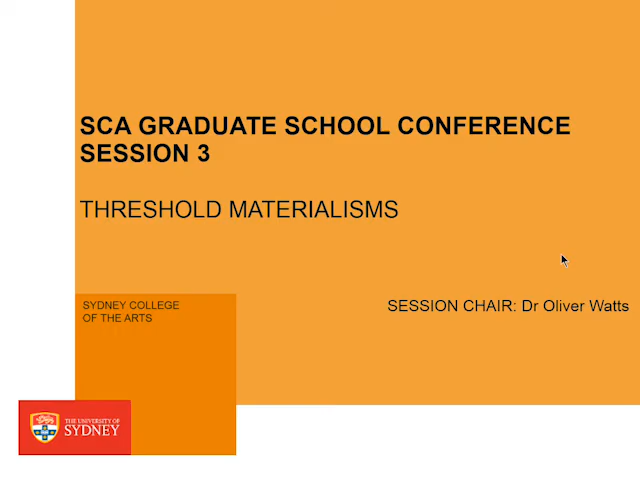 SCA GRADUATE SCHOOL CONFERENCE
SESSION 3
THRESHOLD MATERIALISMS
SYDNEY COLLEGE
OF THE ARTS
SESSION CHAIR: Dr Oliver Watts
THE UNIVERSITY OF
SYDNEY